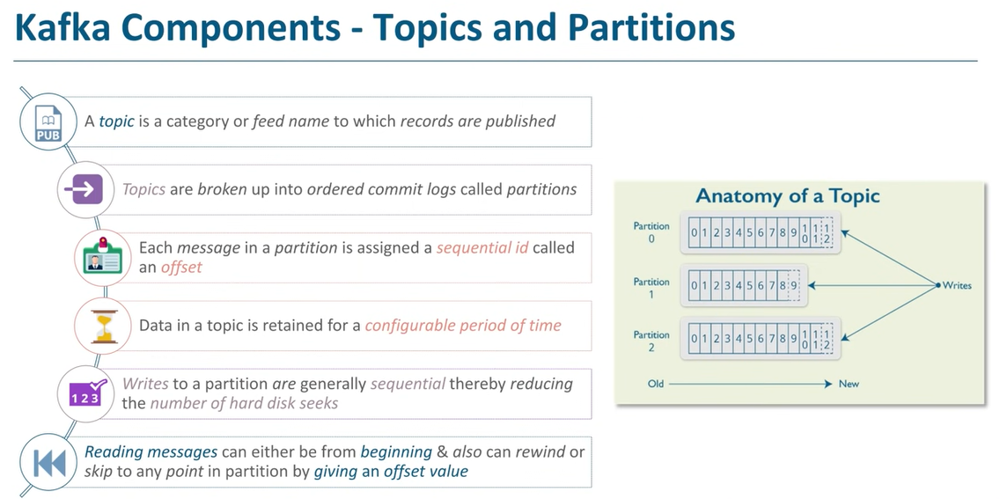 Kafka Components - Topics and Partitions
PUB
A topic is a category or feed name to which records are published
Topics are broken up into ordered commit logs called partitions
Each message in a partition is assigned a sequential id called
an offset
Data in a topic is retained for a configurable period of time
1 2 3
Writes to a partition are generally sequential thereby reducing
the number of hard disk seeks
Reading messages can either be from beginning & also can rewind or
skip to any point in partition by giving an offset value
Anatomy of a Topic
Partition
0
0 1 2 3 4 5 6 7 8 9 10 11 12
Partition
1
0 1 2 3 4 5 6 7 8 9
Writes
Partition
2
0 1 2 3 4 5 6 7 8 9 10 11 12
Old
New